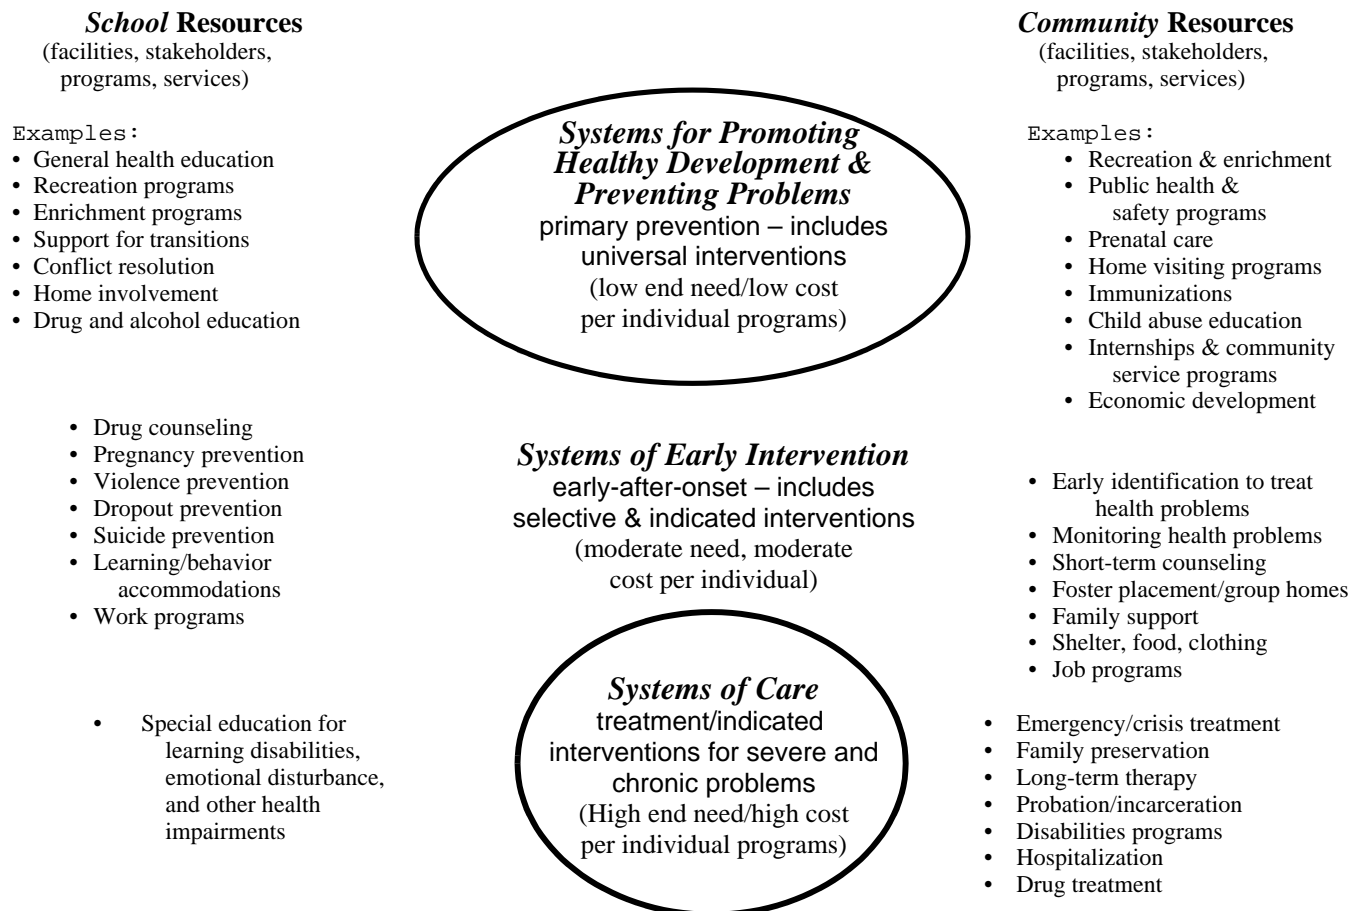 School Resources
(facilities, stakeholders,
programs, services)
Examples:
• General health education
• Recreation programs
• Enrichment programs
• Support for transitions
• Conflict resolution
• Home involvement
• Drug and alcohol education
• Drug counseling
• Pregnancy prevention
• Violence prevention
• Dropout prevention
• Suicide prevention
• Learning/behavior
accommodations
• Work programs
• Special education for
learning disabilities,
emotional disturbance,
and other health
impairments
Systems for Promoting
Healthy Development &
Preventing Problems
primary prevention – includes
universal interventions
(low end need/low cost
per individual programs)
Systems of Early Intervention
early-after-onset – includes
selective & indicated interventions
(moderate need, moderate
cost per individual)
Systems of Care
treatment/indicated
interventions for severe and
chronic problems
(High end need/high cost
per individual programs)
Community Resources
(facilities, stakeholders,
programs, services)
Examples:
• Recreation & enrichment
• Public health &
safety programs
• Prenatal care
• Home visiting programs
• Immunizations
• Child abuse education
• Internships & community
service programs
• Economic development
• Early identification to treat
health problems
• Monitoring health problems
• Short-term counseling
• Foster placement/group homes
• Family support
• Shelter, food, clothing
• Job programs
• Emergency/crisis treatment
• Family preservation
• Long-term therapy
• Probation/incarceration
• Disabilities programs
• Hospitalization
• Drug treatment